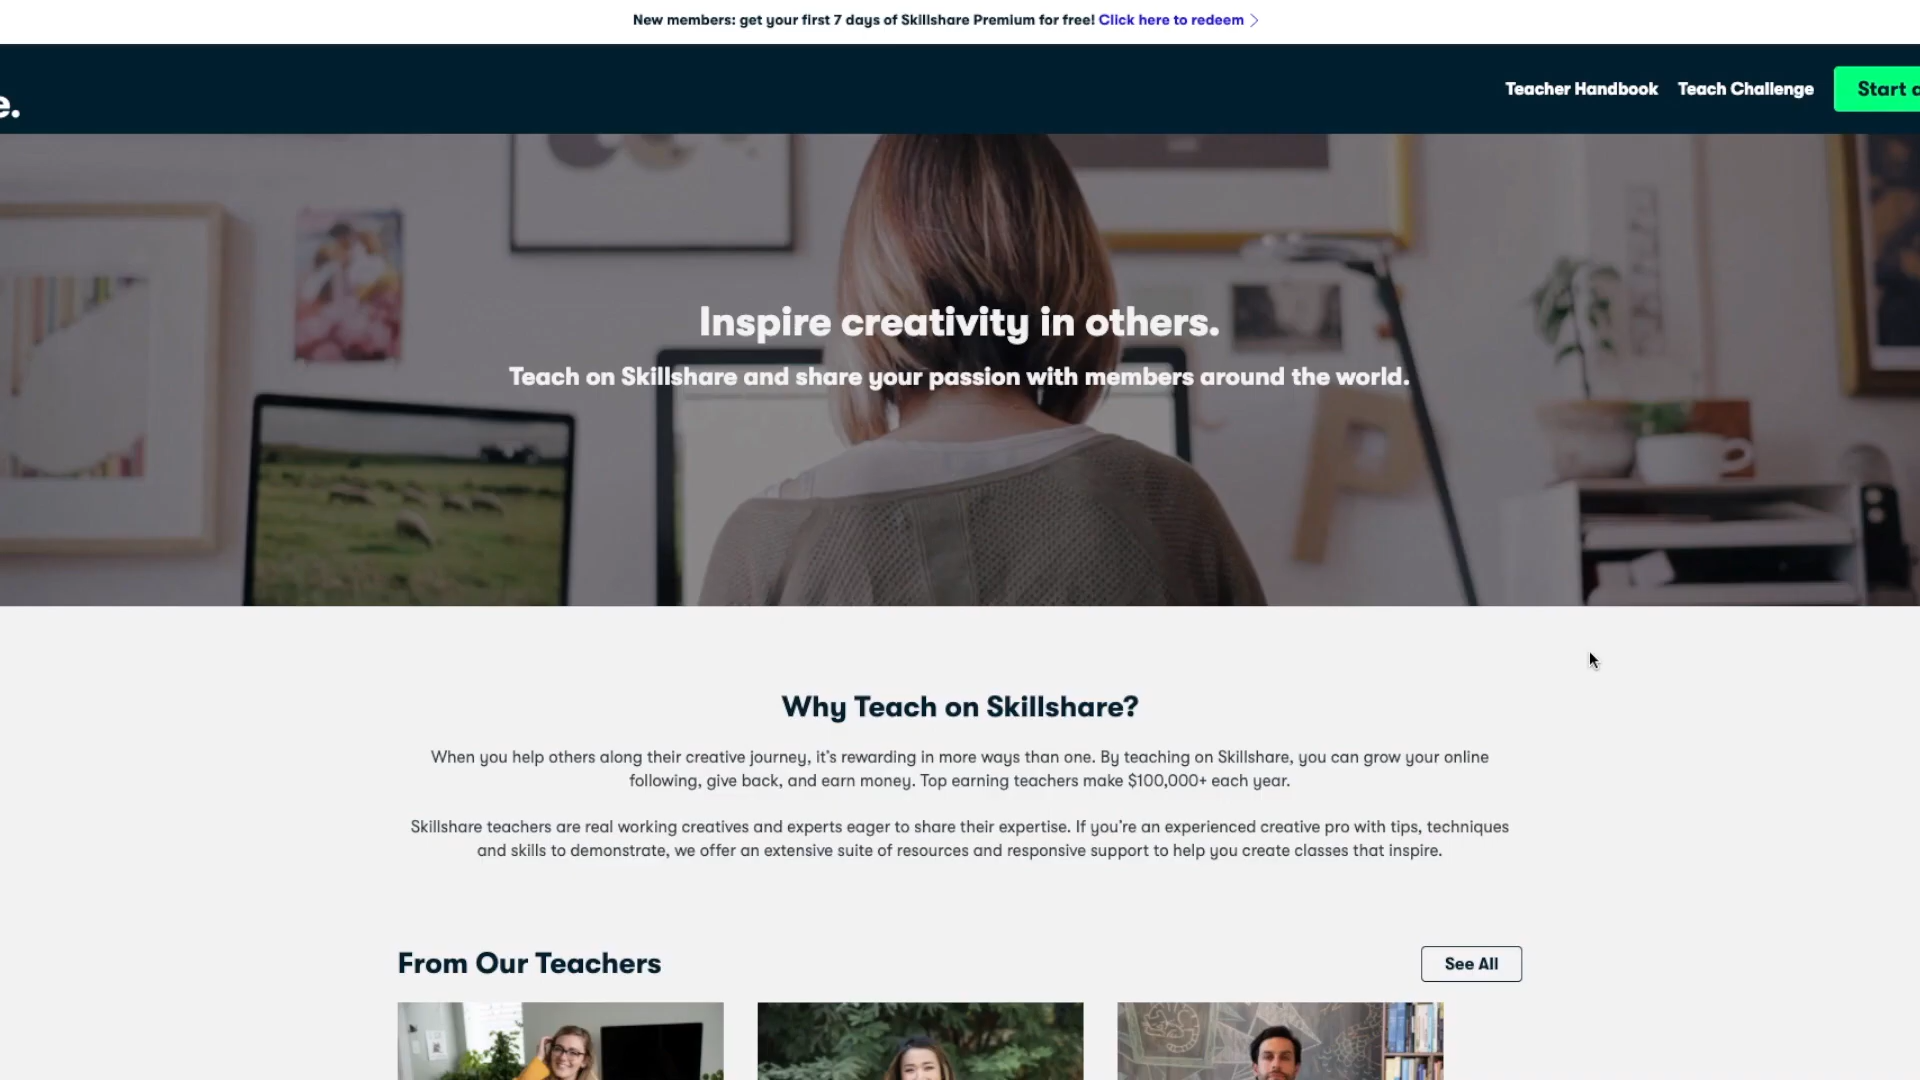 New members: get your first 7 days of Skillshare Premium for free! Click here to redeem
e.
Teacher Handbook Teach Challenge Start a
Inspire creativity in others.
Teach on Skillshare and share your passion with members around the world.
P
Why Teach on Skillshare?
When you help others along their creative journey, it's rewarding in more ways than one. By teaching on Skillshare, you can grow your online
following, give back, and earn money. Top earning teachers make $100,000+ each year.
Skillshare teachers are real working creatives and experts eager to share their expertise. If you're an experienced creative pro with tips, techniques
and skills to demonstrate, we offer an extensive suite of resources and responsive support to help you create classes that inspire.
From Our Teachers
See All